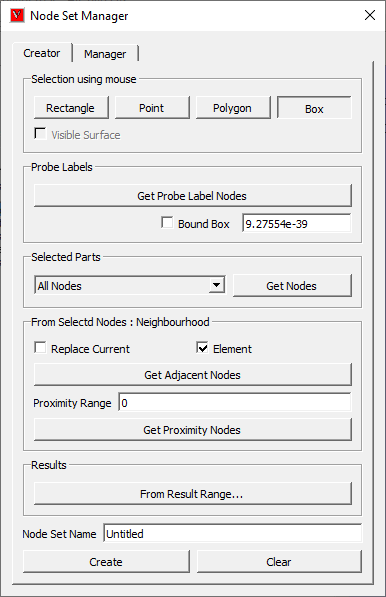 Node Set Manager
Creator Manager
Selection using mouse
Rectangle Point Polygon Box
Visible Surface
Probe Labels
Get Probe Label Nodes
Bound Box 9.27554e-39
Selected Parts
All Nodes Get Nodes
From Selectd Nodes : Neighbourhood
Replace Current Element
Get Adjacent Nodes
Proximity Range 0
Get Proximity Nodes
Results
From Result Range...
Node Set Name Untitled
Create Clear